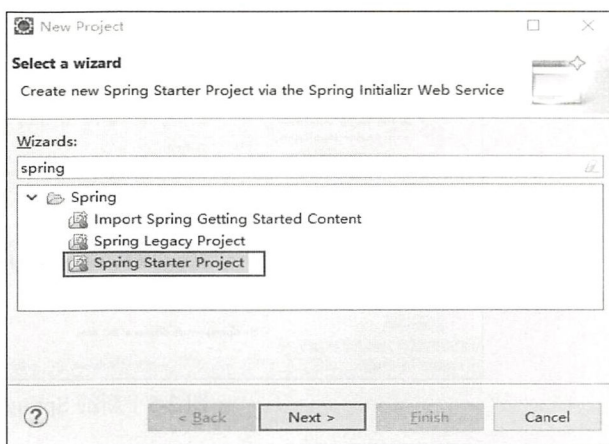 New Project
Select a wizard
Create new Spring Starter Project via the Spring Initializr Web Service
Wizards:
spring
Spring
Import Spring Getting Started Content
Spring Legacy Project
Spring Starter Project
?
< Back
Next >
Finish
Cancel